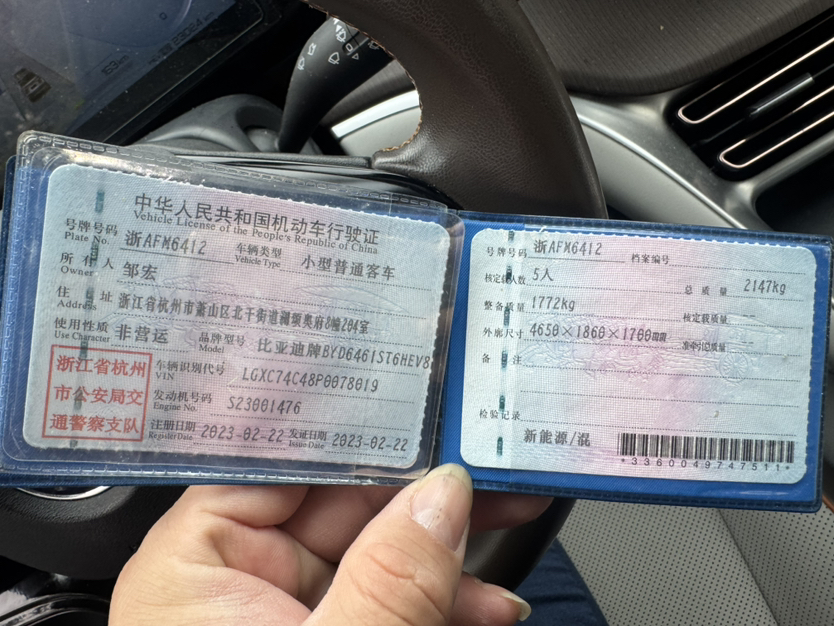 中华人民共和国机动车行驶证
Vehicle License of the People's Republic of China
号牌号码 浙AFM6412 车辆类型 小型普通客车
Plate No. Vehicle Type
所有人 邹宏
Owner
住址 浙江省杭州市萧山区北干街道澜颂奥府8幢204室
Address
使用性质 非营运 品牌型号 比亚迪牌BYD6461ST6HEV8
Use Character Model
浙江省杭州
市公安局交
通警察支队
车辆识别代号 LGXC74C48P0078019
VIN
发动机号码 S23001476
Engine No.
注册日期 2023-02-22 发证日期 2023-02-22
Register Date Issue Date
号牌号码 浙AFM6412 档案编号
核定载人数 5人 总质量 2147kg
整备质量 1772kg 核定载质量 --
外廓尺寸 4650×1860×1700mm 准牵引总质量 --
备注
检验记录
新能源/混
*3360049747511*